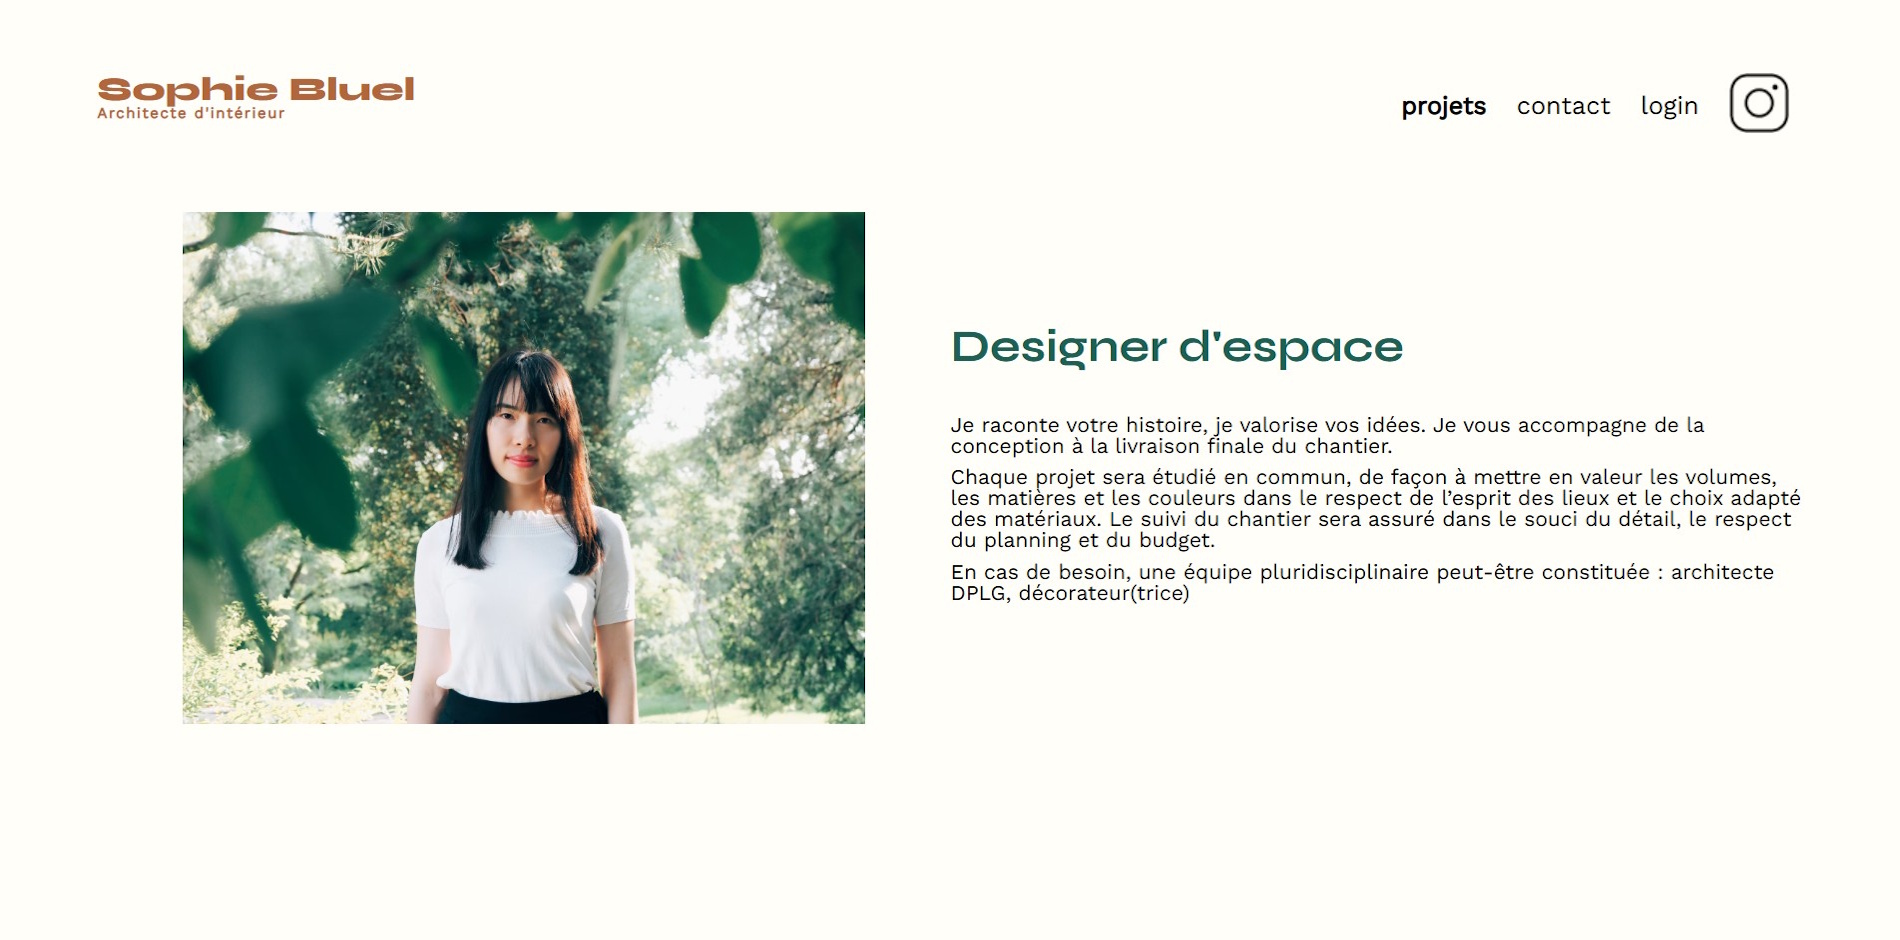 Sophie Bluel
Architecte d'intérieur
projets contact login
Designer d'espace
Je raconte votre histoire, je valorise vos idées. Je vous accompagne de la
conception à la livraison finale du chantier.
Chaque projet sera étudié en commun, de façon à mettre en valeur les volumes,
les matières et les couleurs dans le respect de l’esprit des lieux et le choix adapté
des matériaux. Le suivi du chantier sera assuré dans le souci du détail, le respect
du planning et du budget.
En cas de besoin, une équipe pluridisciplinaire peut-être constituée : architecte
DPLG, décorateur(trice)